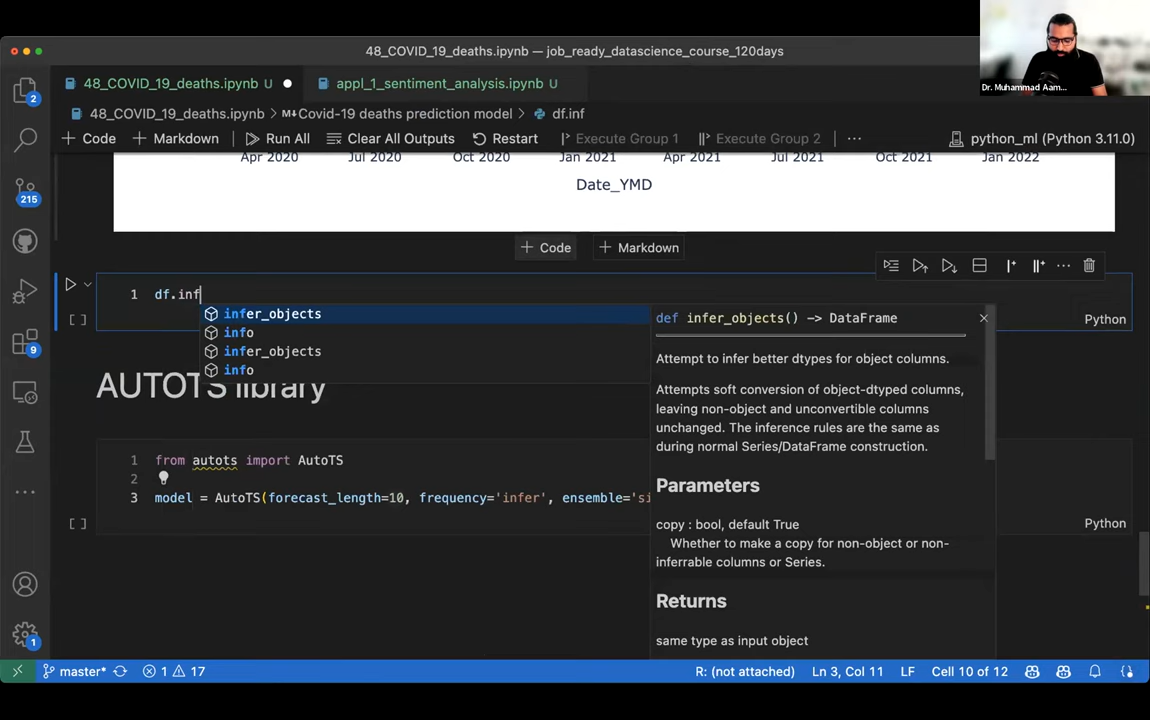 48_COVID_19_deaths.ipynb — job_ready_datascience_course_120days
Dr. Muhammad Aam...
48_COVID_19_deaths.ipynb U
appl_1_sentiment_analysis.ipynb U
48_COVID_19_deaths.ipynb > M↓Covid-19 deaths prediction model > df.inf
+ Code + Markdown Run All Clear All Outputs Restart Execute Group 1 Execute Group 2 ... python_ml (Python 3.11.0)
Apr 2020 Jul 2020 Oct 2020 Jan 2021 Apr 2021 Jul 2021 Oct 2021 Jan 2022
Date_YMD
+ Code + Markdown
1 df.inf
[ ] Python
infer_objects
info
infer_objects
info
def infer_objects() -> DataFrame
Attempt to infer better dtypes for object columns.
Attempts soft conversion of object-dtyped columns,
leaving non-object and unconvertible columns
unchanged. The inference rules are the same as
during normal Series/DataFrame construction.
Parameters
copy : bool, default True
Whether to make a copy for non-object or non-
inferrable columns or Series.
Returns
same type as input object
AUTOTS library
1 from autots import AutoTS
2
3 model = AutoTS(forecast_length=10, frequency='infer', ensemble='si
[ ] Python
2
215
9
1
master* 1 17 R: (not attached) Ln 3, Col 11 LF Cell 10 of 12